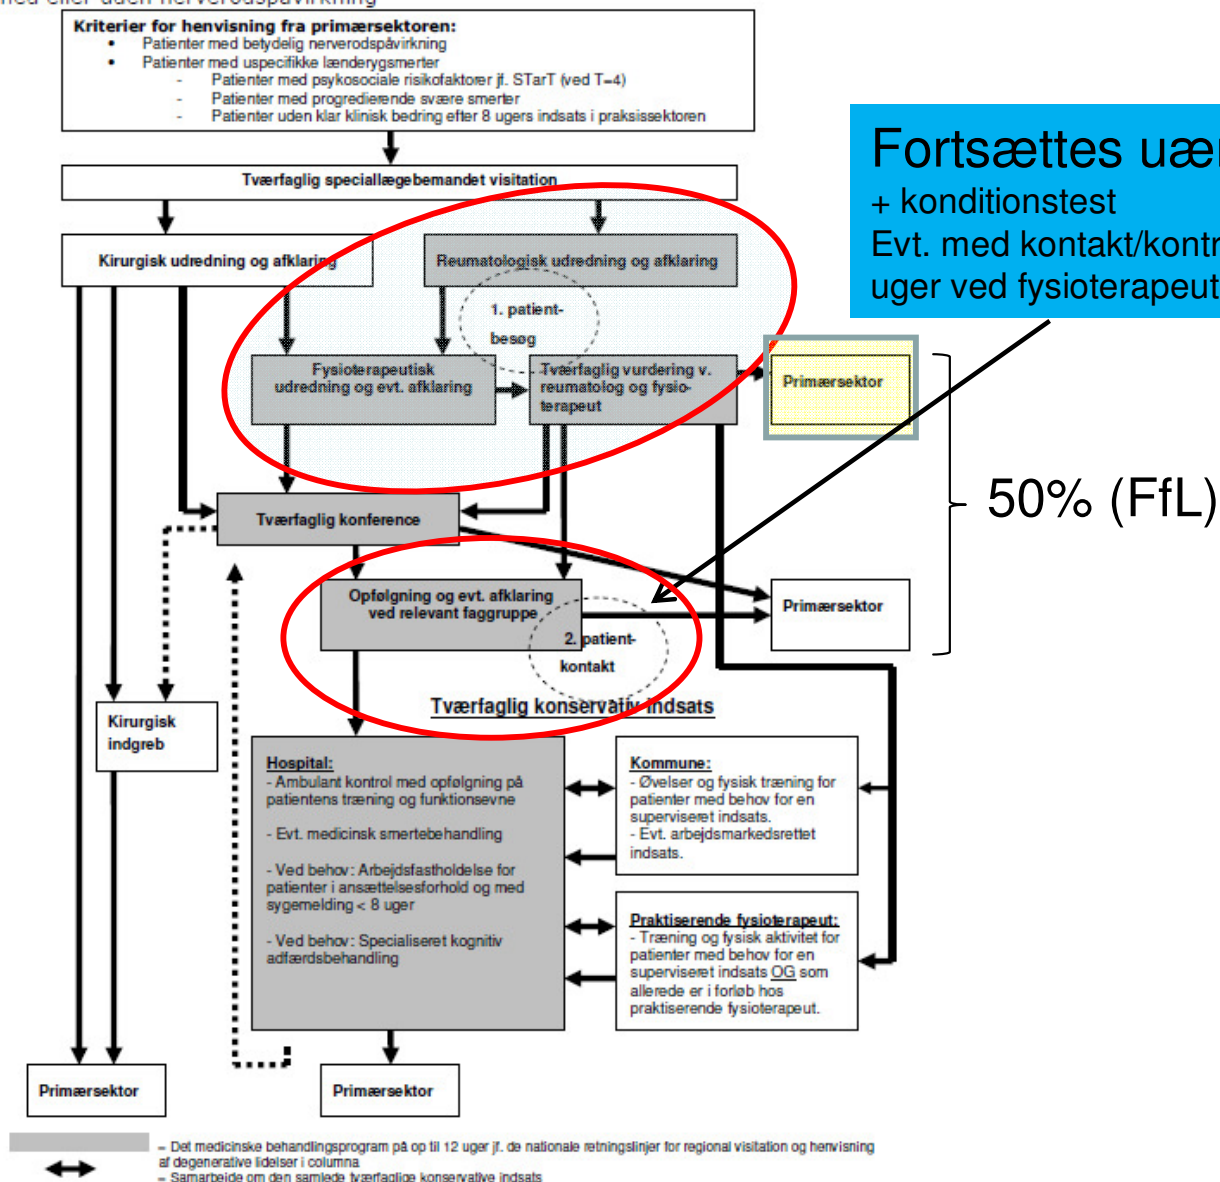 med eller uden nerverodspåvirkning
Kriterier for henvisning fra primærsektoren:
• Patienter med betydelig nerverodspåvirkning
• Patienter med uspecifikke lænderygsmerter
- Patienter med psykosociale risikofaktorer jf. STarT (ved T=4)
- Patienter med progredierende svære smerter
- Patienter uden klar klinisk bedring efter 8 ugers indsats i praksissektoren
Tværfaglig speciallægebemandet visitation
Kirurgisk udredning og afklaring
Reumatologisk udredning og afklaring
1. patient-
besøg
Fysioterapeutisk
udredning og evt. afklaring
Tværfaglig vurdering v.
reumatolog og fysio-
terapeut
Primærsektor
Fortsættes uæn
+ konditionstest
Evt. med kontakt/kontr
uger ved fysioterapeut
50% (FfL)
Tværfaglig konference
Opfølgning og evt. afklaring
ved relevant faggruppe
2. patient-
kontakt
Primærsektor
Tværfaglig konservativ indsats
Kirurgisk
indgreb
Hospital:
- Ambulant kontrol med opfølgning på
patientens træning og funktionsevne
- Evt. medicinsk smertebehandling
- Ved behov: Arbejdsfastholdelse for
patienter i ansættelsesforhold og med
sygemelding < 8 uger
- Ved behov: Specialiseret kognitiv
adfærdsbehandling
Kommune:
- Øvelser og fysisk træning for
patienter med behov for en
superviseret indsats.
- Evt. arbejdsmarkedsrettet
indsats.
Praktiserende fysioterapeut:
- Træning og fysisk aktivitet for
patienter med behov for en
superviseret indsats OG som
allerede er i forløb hos
praktiserende fysioterapeut.
Primærsektor
Primærsektor
= Det medicinske behandlingsprogram på op til 12 uger jf. de nationale retningslinjer for regional visitation og henvisning
af degenerative lidelser i columna
= Samarbejde om den samlede tværfaglige konservative indsats